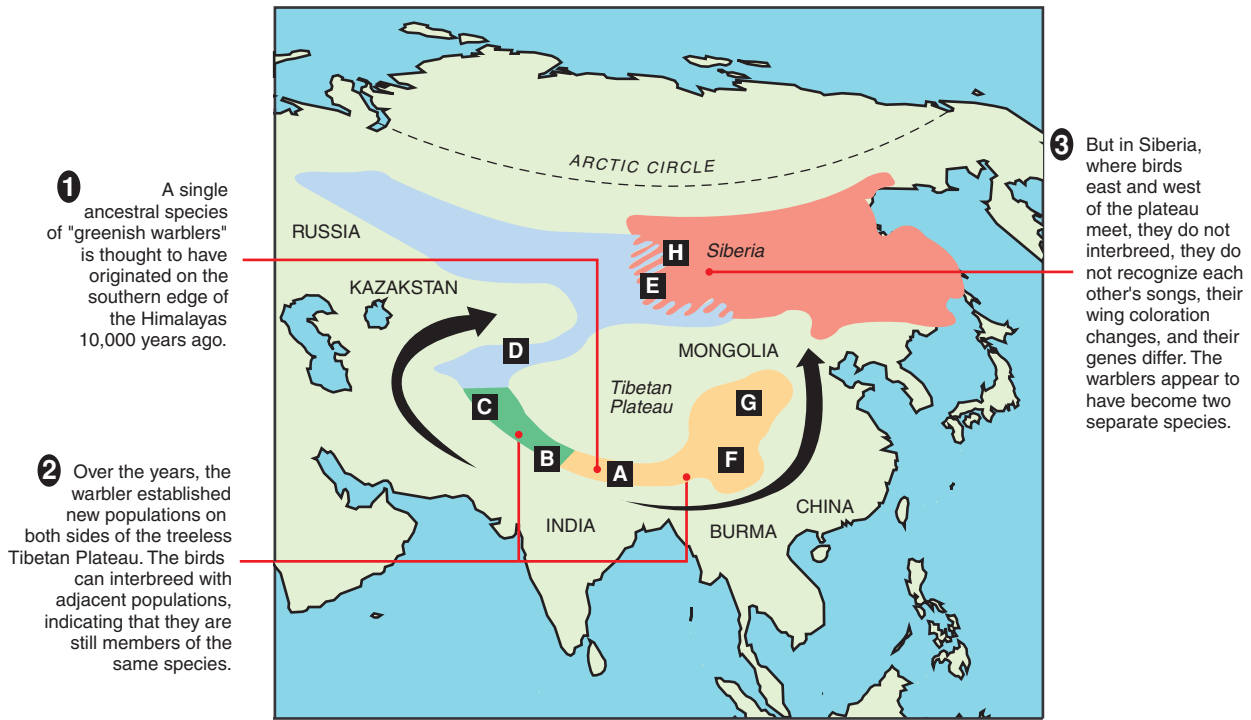 1
A single
ancestral species
of "greenish warblers"
is thought to have
originated on the
southern edge of
the Himalayas
10,000 years ago.
2
Over the years, the
warbler established
new populations on
both sides of the treeless
Tibetan Plateau. The birds
can interbreed with
adjacent populations,
indicating that they are
still members of the
same species.
ARCTIC CIRCLE
RUSSIA
KAZAKSTAN
H
Siberia
E
D
MONGOLIA
Tibetan
Plateau
C
G
B
A
F
INDIA
BURMA
CHINA
3
But in Siberia,
where birds
east and west
of the plateau
meet, they do not
interbreed, they do
not recognize each
other's songs, their
wing coloration
changes, and their
genes differ. The
warblers appear to
have become two
separate species.